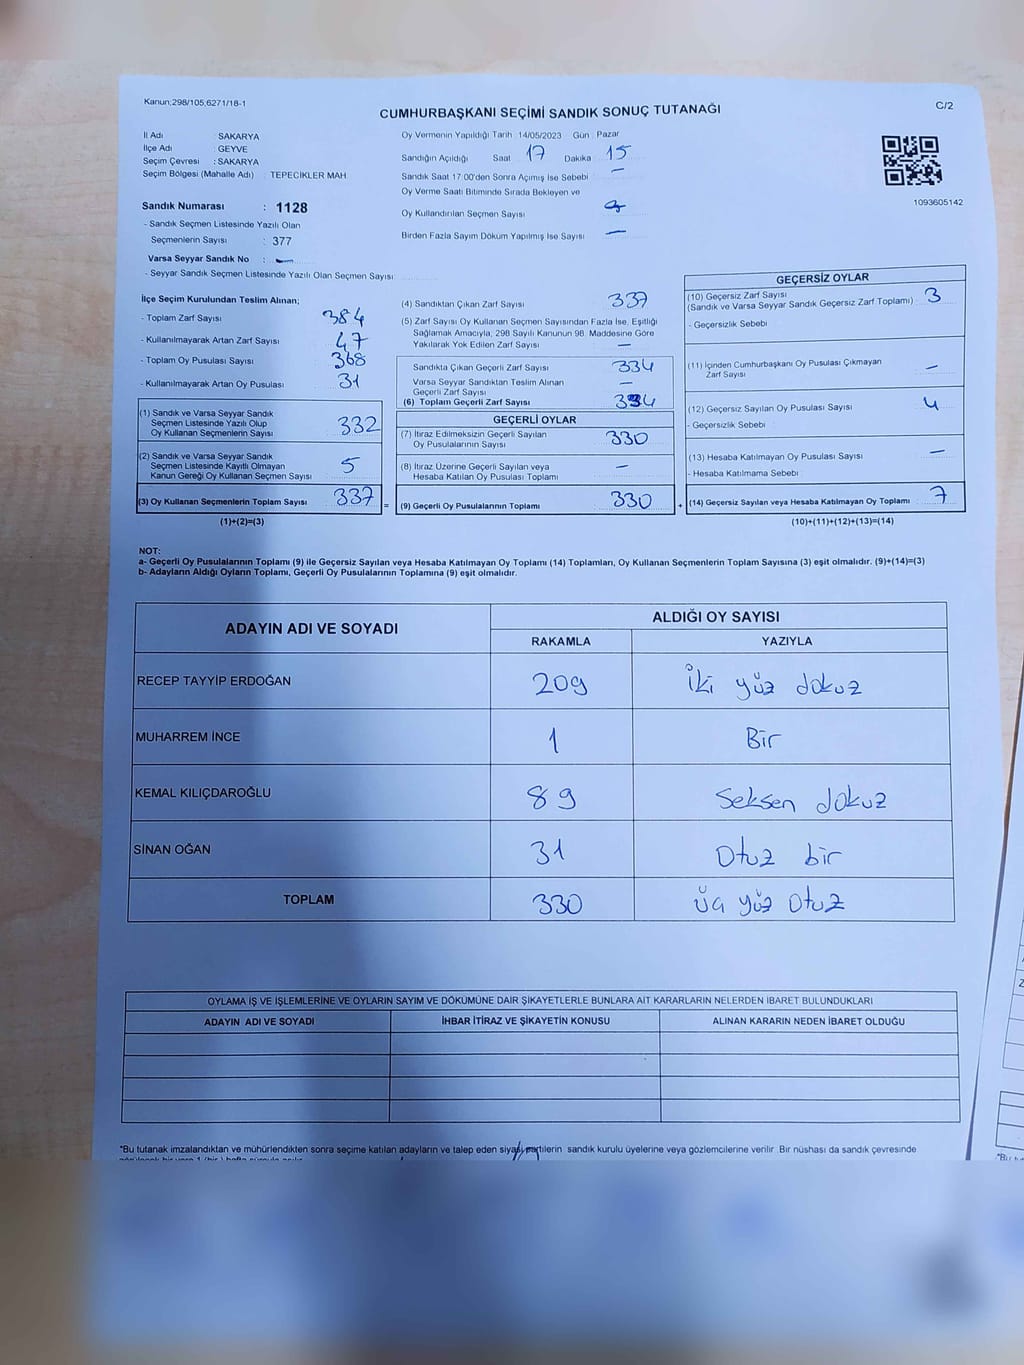 Kanun;298/105,6271/18-1
C/2
CUMHURBAŞKANI SEÇİMİ SANDIK SONUÇ TUTANAĞI
İl Adı SAKARYA
İlçe Adı : GEYVE
Seçim Çevresi : SAKARYA
Seçim Bölgesi (Mahalle Adı) : TEPECİKLER MAH
Sandık Numarası : 1128
- Sandık Seçmen Listesinde Yazılı Olan
Seçmenlerin Sayısı : 377
Varsa Seyyar Sandık No : -
- Seyyar Sandık Seçmen Listesinde Yazılı Olan Seçmen Sayısı:
Oy Vermenin Yapıldığı Tarih 14/05/2023 Gün Pazar
Sandığın Açıldığı Saat 17 Dakika 15
Sandık Saat 17:00'den Sonra Açımış İse Sebebi -
Oy Verme Saati Bitiminde Sırada Bekleyen ve
Oy Kullandırılan Seçmen Sayısı
Birden Fazla Sayım Döküm Yapılmış İse Sayısı -
1093605142
İlçe Seçim Kurulundan Teslim Alınan;
- Toplam Zarf Sayısı 384
- Kullanılmayarak Artan Zarf Sayısı 47
- Toplam Oy Pusulası Sayısı 368
- Kullanılmayarak Artan Oy Pusulası 31
(1) Sandık ve Varsa Seyyar Sandık
Seçmen Listesinde Yazılı Olup
Oy Kullanan Seçmenlerin Sayısı 332
(2) Sandık ve Varsa Seyyar Sandık
Seçmen Listesinde Kayıtlı Olmayan
Kanun Gereği Oy Kullanan Seçmen Sayısı 5
(3) Oy Kullanan Seçmenlerin Toplam Sayısı 337
(1)+(2)=(3)
(4) Sandıktan Çıkan Zarf Sayısı 337
(5) Zarf Sayısı Oy Kullanan Seçmen Sayısından Fazla İse, Eşitliği
Sağlamak Amacıyla, 298 Sayılı Kanunun 98. Maddesine Göre
Yakılarak Yok Edilen Zarf Sayısı -
Sandıkta Çıkan Geçerli Zarf Sayısı 334
Varsa Seyyar Sandıktan Teslim Alınan
Geçerli Zarf Sayısı -
(6) Toplam Geçerli Zarf Sayısı 334
GEÇERLİ OYLAR
(7) İtiraz Edilmeksizin Geçerli Sayılan
Oy Pusulalarının Sayısı 330
(8) İtiraz Üzerine Geçerli Sayılan veya
Hesaba Katılan Oy Pusulası Toplamı -
= (9) Geçerli Oy Pusulalarının Toplamı 330 +
GEÇERSİZ OYLAR
(10) Geçersiz Zarf Sayısı
(Sandık ve Varsa Seyyar Sandık Geçersiz Zarf Toplamı) 3
- Geçersizlik Sebebi
(11) İçinden Cumhurbaşkanı Oy Pusulası Çıkmayan
Zarf Sayısı -
(12) Geçersiz Sayılan Oy Pusulası Sayısı 4
- Geçersizlik Sebebi
(13) Hesaba Katılmayan Oy Pusulası Sayısı -
- Hesaba Katılmama Sebebi
(14) Geçersiz Sayılan veya Hesaba Katılmayan Oy Toplamı 7
(10)+(11)+(12)+(13)=(14)
NOT:
a- Geçerli Oy Pusulalarının Toplamı (9) ile Geçersiz Sayılan veya Hesaba Katılmayan Oy Toplamı (14) Toplamları, Oy Kullanan Seçmenlerin Toplam Sayısına (3) eşit olmalıdır. (9)+(14)=(3)
b- Adayların Aldığı Oyların Toplamı, Geçerli Oy Pusulalarının Toplamına (9) eşit olmalıdır.
ADAYIN ADI VE SOYADI ALDIĞI OY SAYISI
RAKAMLA YAZIYLA
RECEP TAYYİP ERDOĞAN 209 iki yüz dokuz
MUHARREM İNCE 1 Bir
KEMAL KILIÇDAROĞLU 89 Seksen dokuz
SİNAN OĞAN 31 Otuz bir
TOPLAM 330 üç yüz Otuz
OYLAMA İŞ VE İŞLEMLERİNE VE OYLARIN SAYIM VE DÖKÜMÜNE DAİR ŞİKAYETLERLE BUNLARA AİT KARARLARIN NELERDEN İBARET BULUNDUKLARI
ADAYIN ADI VE SOYADI İHBAR İTİRAZ VE ŞİKAYETİN KONUSU ALINAN KARARIN NEDEN İBARET OLDUĞU
*Bu tutanak imzalandıktan ve mühürlendikten sonra seçime katılan adayların ve talep eden siyasi partilerin sandık kurulu üyelerine veya gözlemcilerine verilir .Bir nüshası da sandık çevresinde